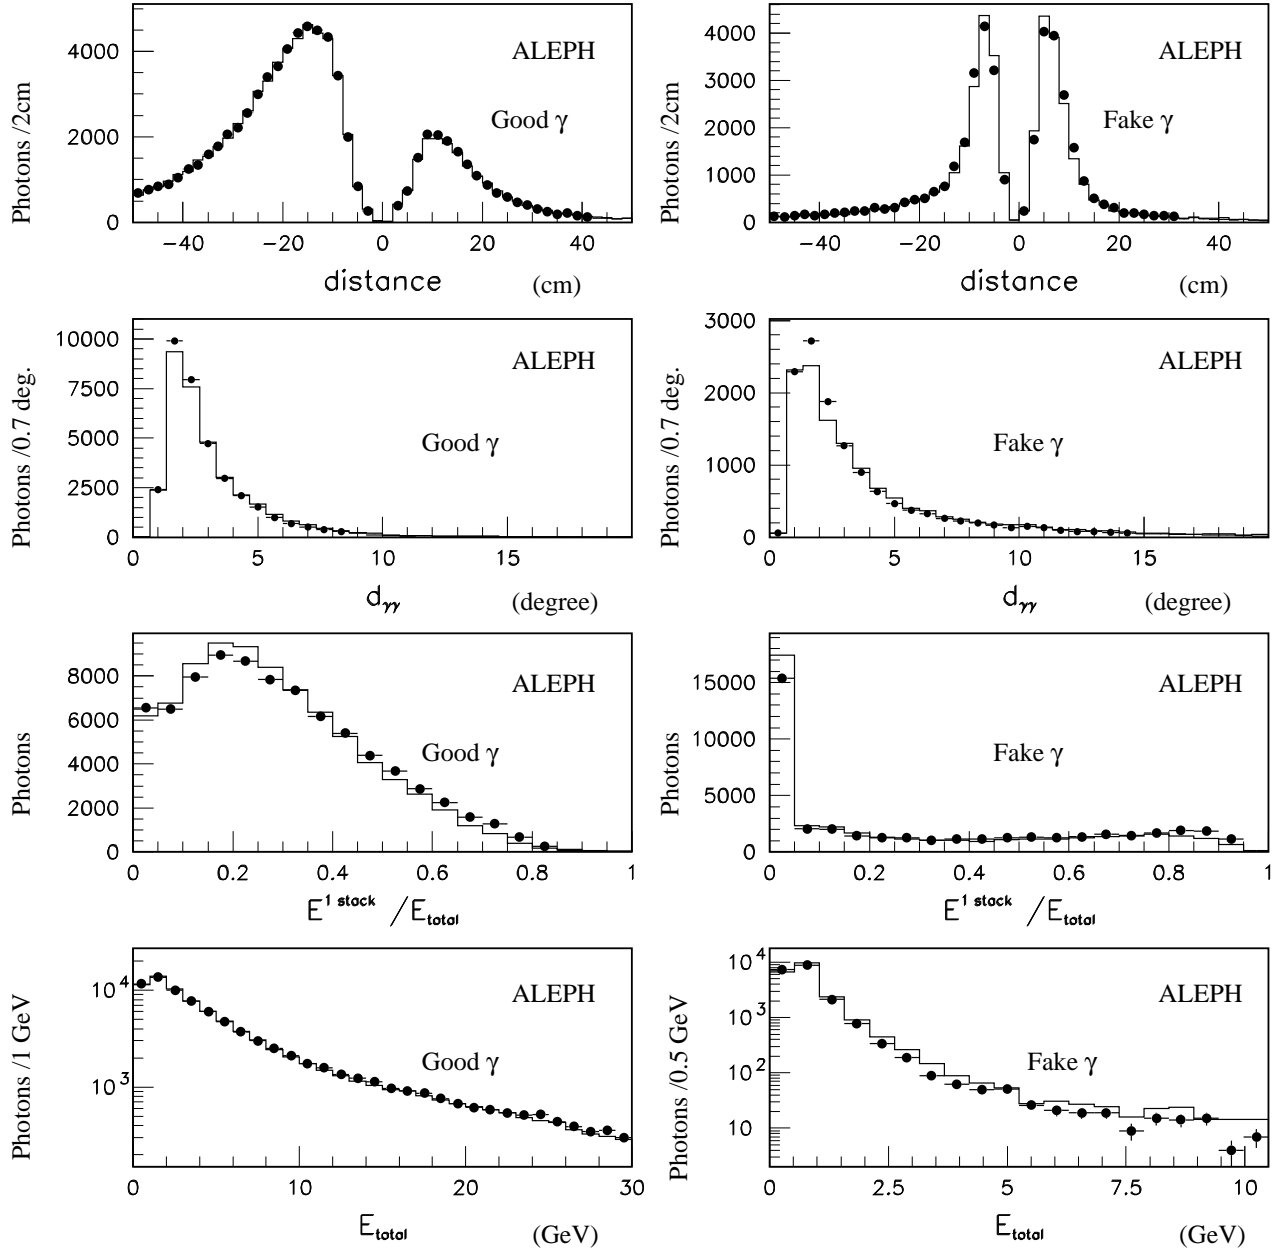 Photons /2cm
4000
2000
0
ALEPH
Good γ
−40 −20 0 20 40
distance (cm)
Photons /2cm
4000
3000
2000
1000
0
ALEPH
Fake γ
−40 −20 0 20 40
distance (cm)
Photons /0.7 deg.
10000
7500
5000
2500
0
ALEPH
Good γ
0 5 10 15
dγγ (degree)
Photons /0.7 deg.
3000
2000
1000
0
ALEPH
Fake γ
0 5 10 15
dγγ (degree)
Photons
8000
6000
4000
2000
0
ALEPH
Good γ
0 0.2 0.4 0.6 0.8 1
E^1 stack /E_total
Photons
15000
10000
5000
0
ALEPH
Fake γ
0 0.2 0.4 0.6 0.8 1
E^1 stack /E_total
Photons /1 GeV
10^4
10^3
ALEPH
Good γ
0 10 20 30
E_total (GeV)
Photons /0.5 GeV
10^4
10^3
10^2
10
ALEPH
Fake γ
0 2.5 5 7.5 10
E_total (GeV)